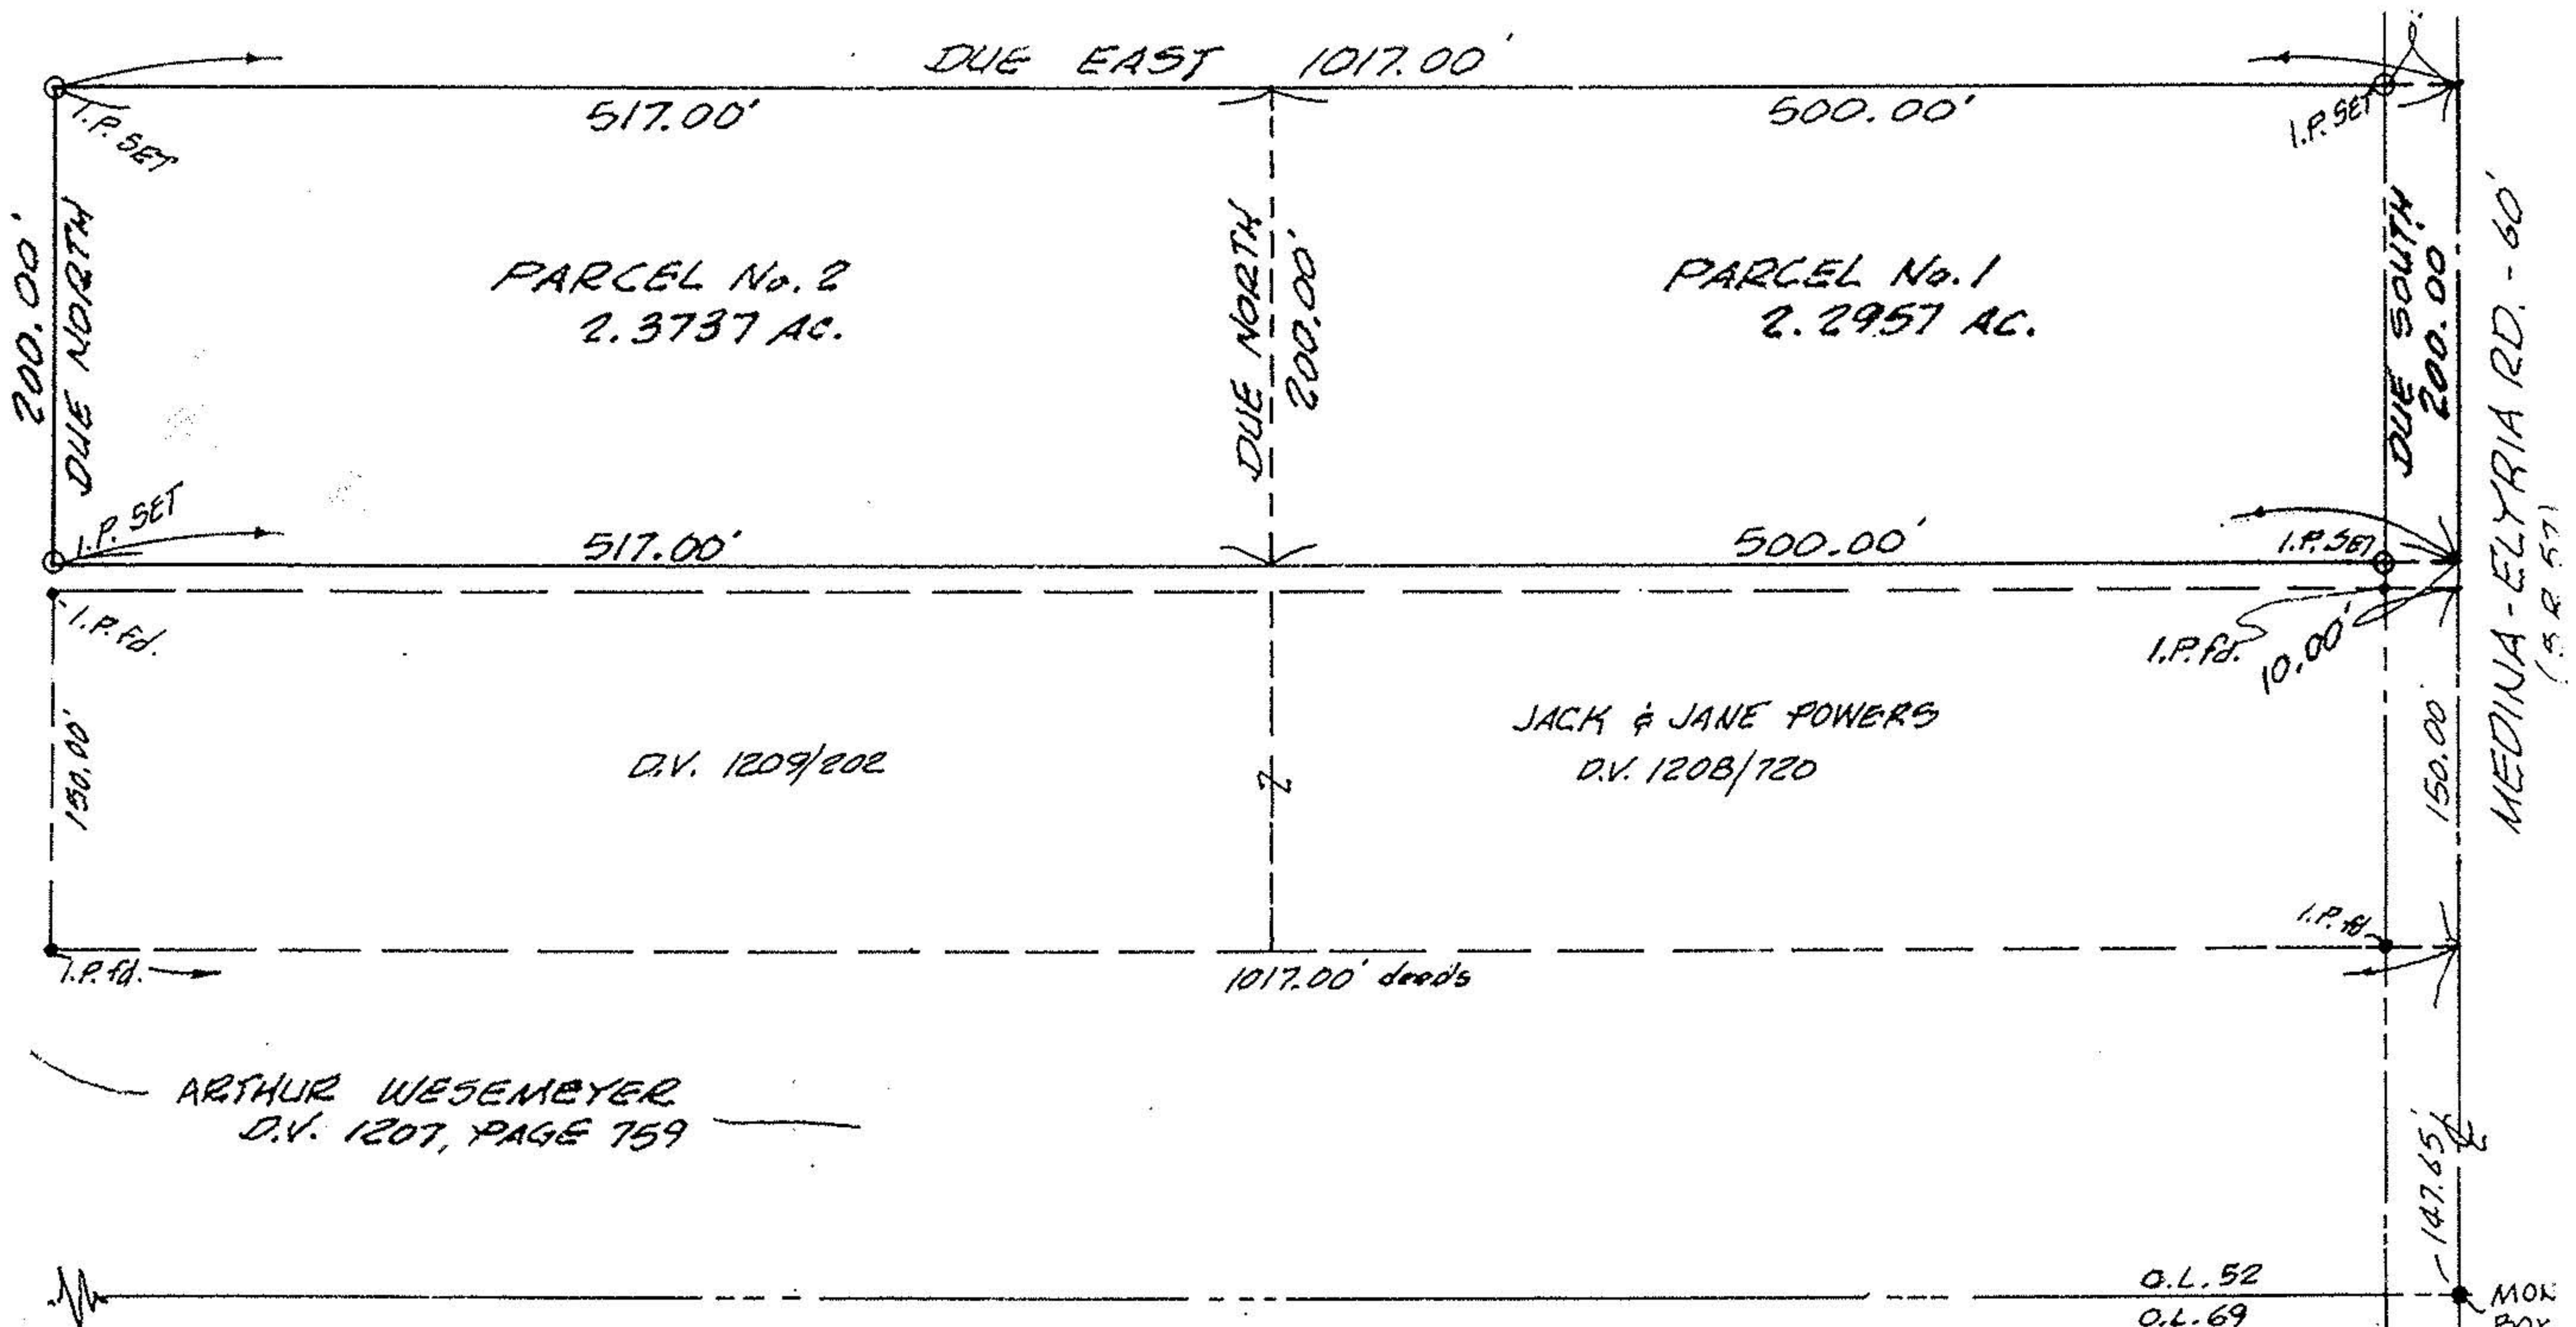 DUE EAST 1017.00'
517.00'
500.00'
I.P. SET
I.P. SET
200.00'
DUE NORTH
PARCEL No. 2
2.3737 AC.
DUE NORTH
200.00'
PARCEL No. 1
2.2957 AC.
DUE SOUTH
200.00'
MEDINA-ELYRIA RD. - 60'
I.P. SET
517.00'
500.00'
I.P. SET
I.P. Fd.
I.P. fd.
10.00'
150.00'
D.V. 1209/202
JACK & JANE POWERS
D.V. 1208/720
150.00'
I.P. fd.
I.P. fd.
1017.00' deeds
ARTHUR WESEMEYER
D.V. 1207, PAGE 759
147.65'
O.L. 52
O.L. 69
MON
BOX